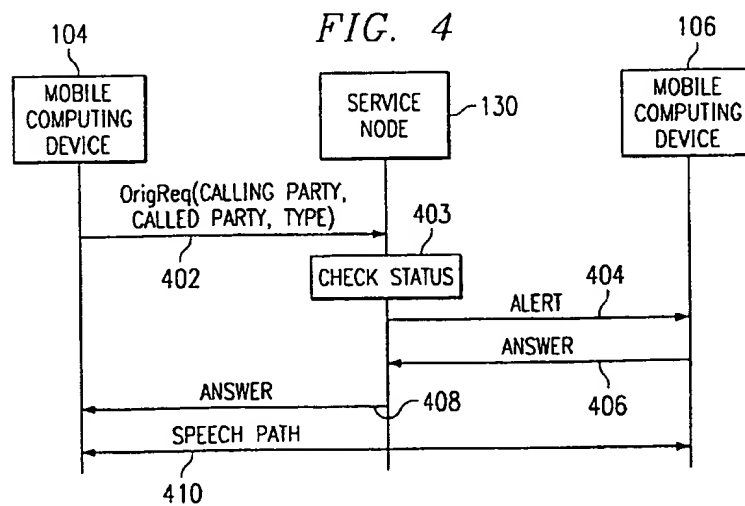 FIG. 4
104
106
MOBILE
COMPUTING
DEVICE
SERVICE
NODE
130
MOBILE
COMPUTING
DEVICE
OrigReq(CALLING PARTY,
CALLED PARTY, TYPE)
402
403
CHECK STATUS
ALERT
404
ANSWER
406
ANSWER
408
SPEECH PATH
410